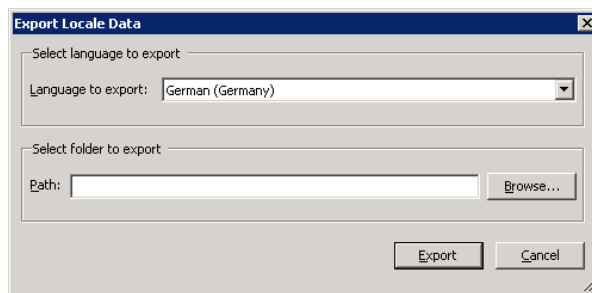 Export Locale Data
Select language to export
Language to export: German (Germany)
Select folder to export
Path: Browse...
Export Cancel